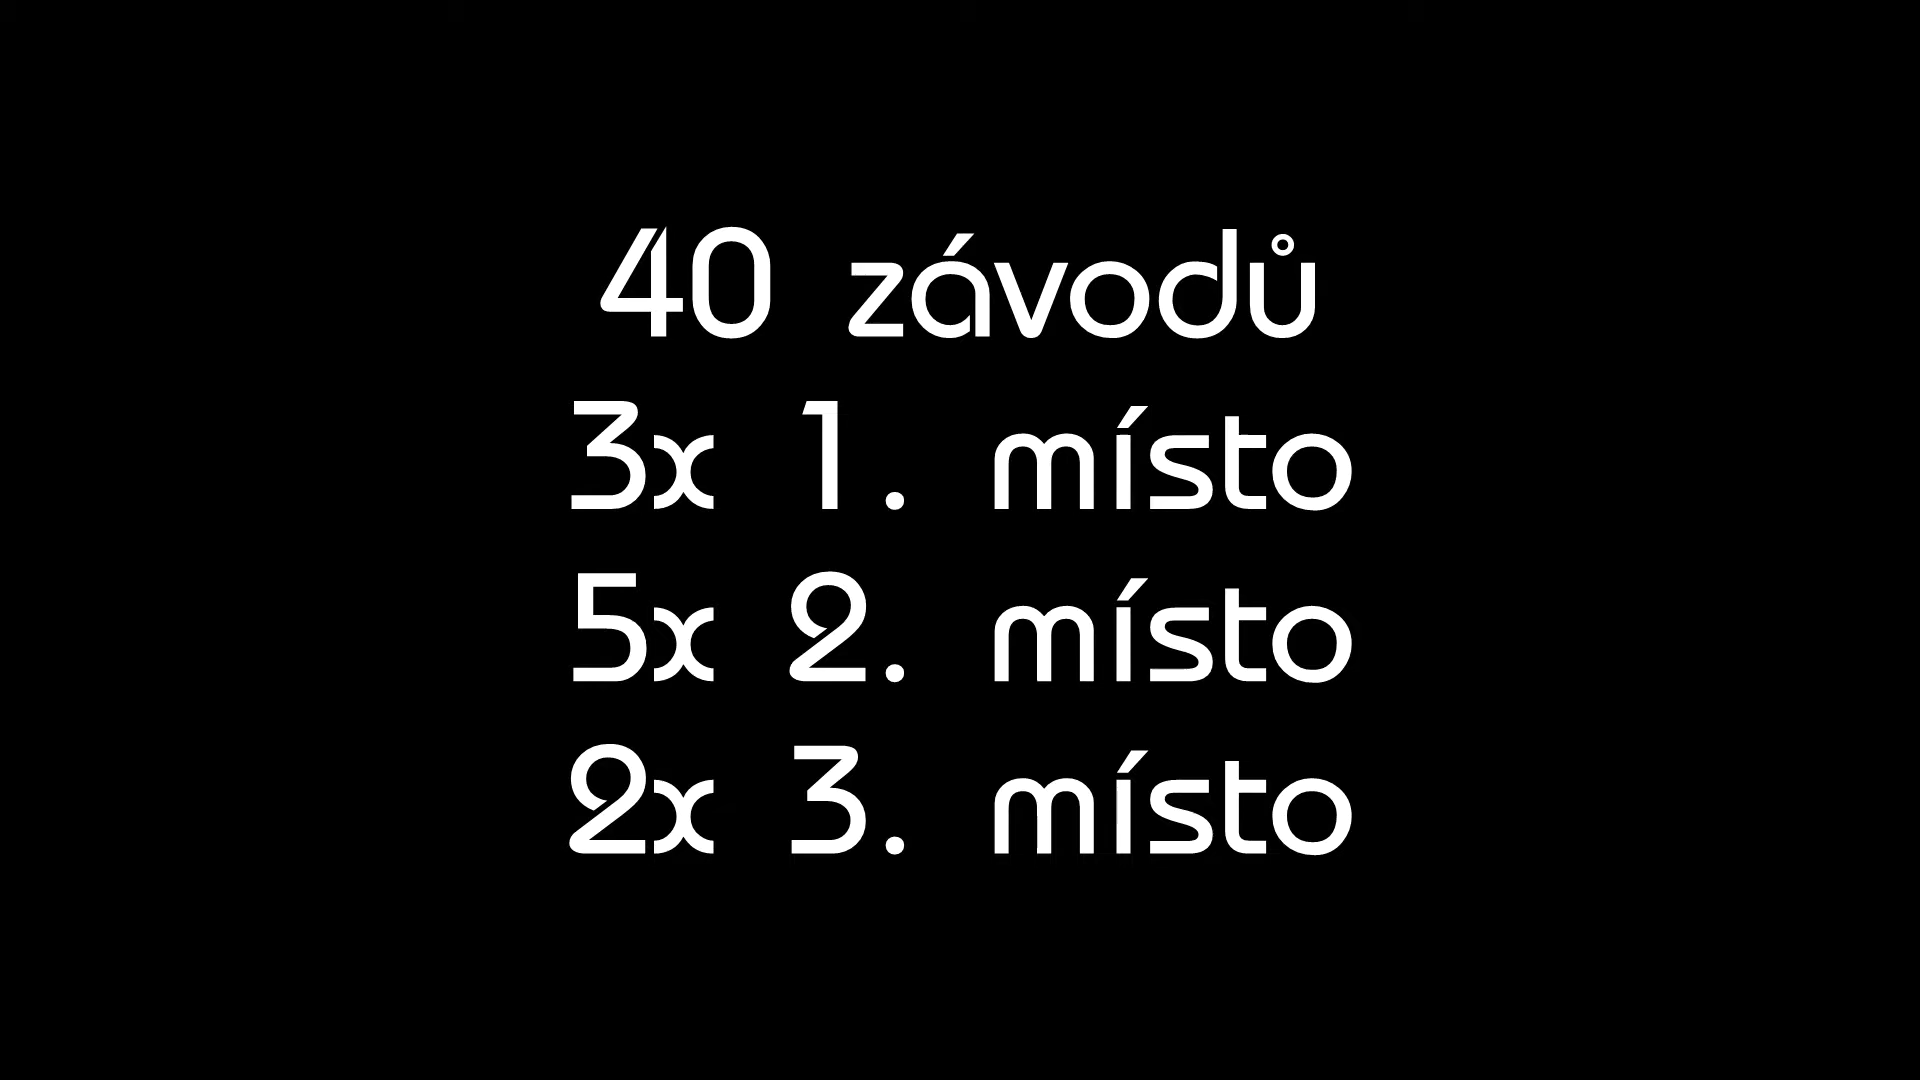 40 závodů
3x 1. místo
5x 2. místo
2x 3. místo